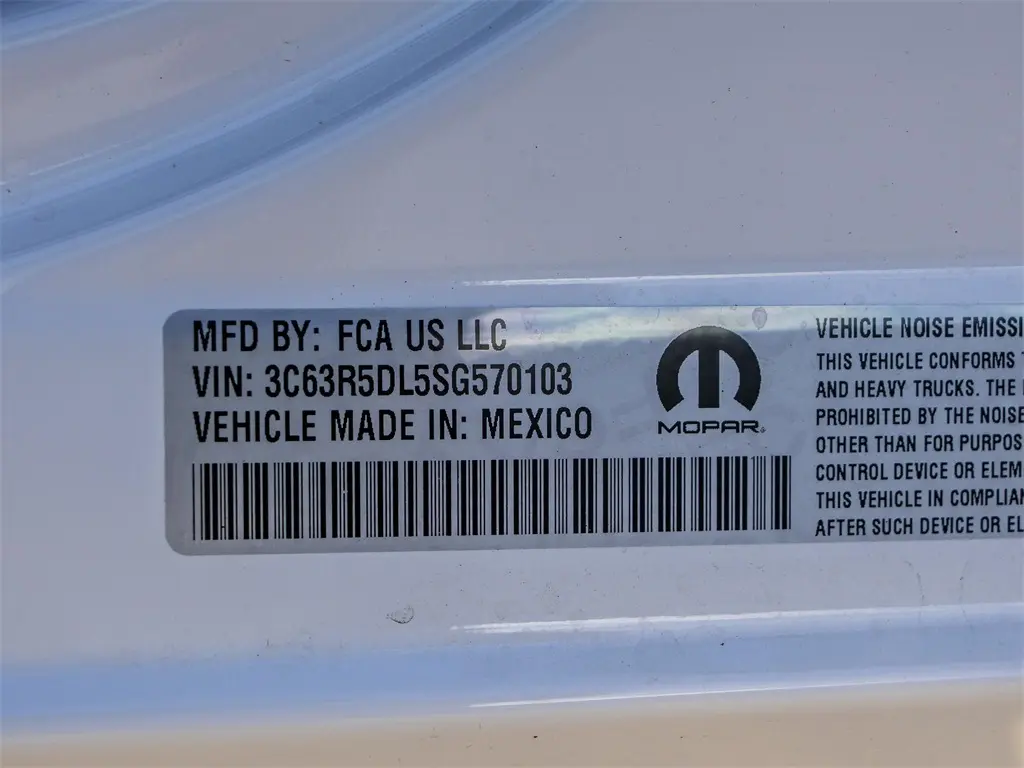 MFD BY: FCA US LLC
VIN: 3C63R5DL5SG570103
VEHICLE MADE IN: MEXICO
MOPAR
VEHICLE NOISE EMISSI
THIS VEHICLE CONFORMS T
AND HEAVY TRUCKS. THE
PROHIBITED BY THE NOISE
OTHER THAN FOR PURPOS
CONTROL DEVICE OR ELEM
THIS VEHICLE IN COMPLIAN
AFTER SUCH DEVICE OR EL